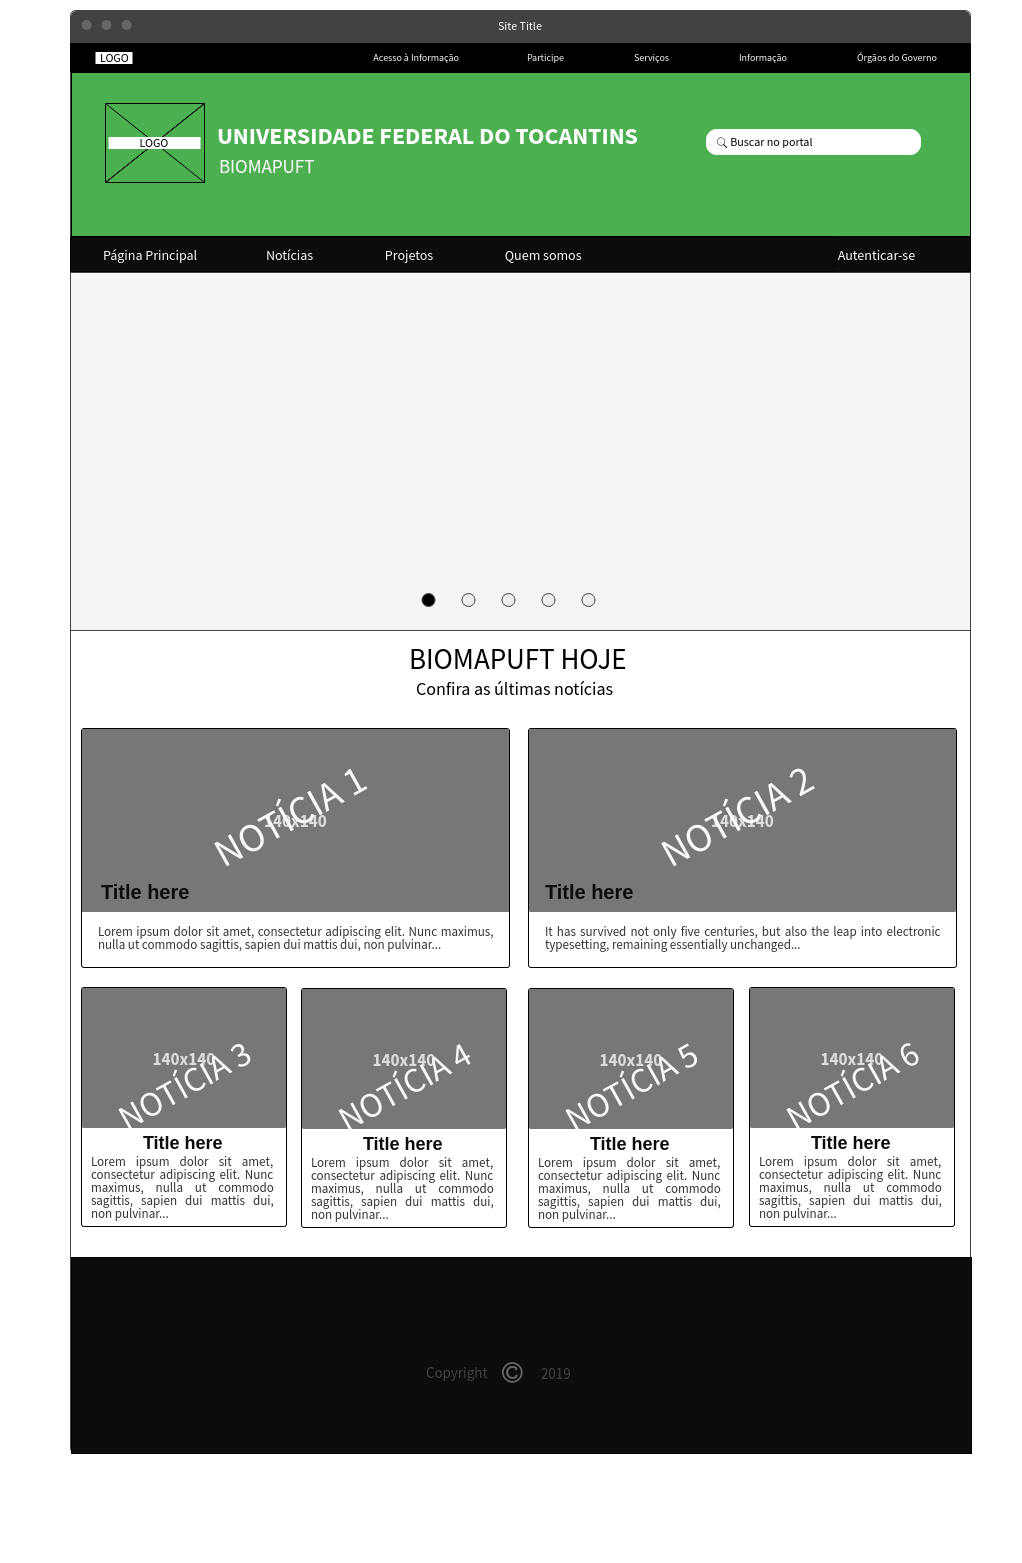 Site Title
LOGO
Acesso à Informação
Participe
Serviços
Informação
Órgãos do Governo
LOGO
UNIVERSIDADE FEDERAL DO TOCANTINS
BIOMAPUFT
Buscar no portal
Página Principal
Notícias
Projetos
Quem somos
Autenticar-se
BIOMAPUFT HOJE
Confira as últimas notícias
NOTÍCIA 1
140x140
Title here
Lorem ipsum dolor sit amet, consectetur adipiscing elit. Nunc maximus,
nulla ut commodo sagittis, sapien dui mattis dui, non pulvinar...
NOTÍCIA 2
140x140
Title here
It has survived not only five centuries, but also the leap into electronic
typesetting, remaining essentially unchanged...
140x140
NOTÍCIA 3
Title here
Lorem ipsum dolor sit amet,
consectetur adipiscing elit. Nunc
maximus, nulla ut commodo
sagittis, sapien dui mattis dui,
non pulvinar...
140x140
NOTÍCIA 4
Title here
Lorem ipsum dolor sit amet,
consectetur adipiscing elit. Nunc
maximus, nulla ut commodo
sagittis, sapien dui mattis dui,
non pulvinar...
140x140
NOTÍCIA 5
Title here
Lorem ipsum dolor sit amet,
consectetur adipiscing elit. Nunc
maximus, nulla ut commodo
sagittis, sapien dui mattis dui,
non pulvinar...
140x140
NOTÍCIA 6
Title here
Lorem ipsum dolor sit amet,
consectetur adipiscing elit. Nunc
maximus, nulla ut commodo
sagittis, sapien dui mattis dui,
non pulvinar...
Copyright © 2019